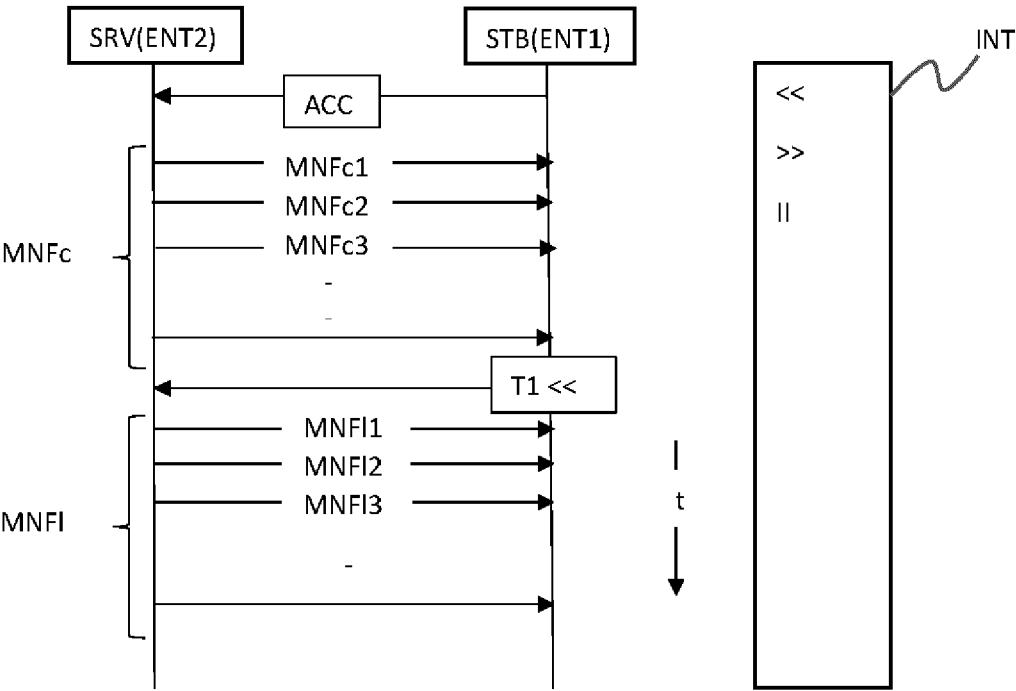 SRV(ENT2)
STB(ENT1)
INT
ACC
<<
>>
II
MNFc1
MNFc2
MNFc3
-
-
MNFc
T1 <<
MNFl1
MNFl2
MNFl3
-
MNFl
t